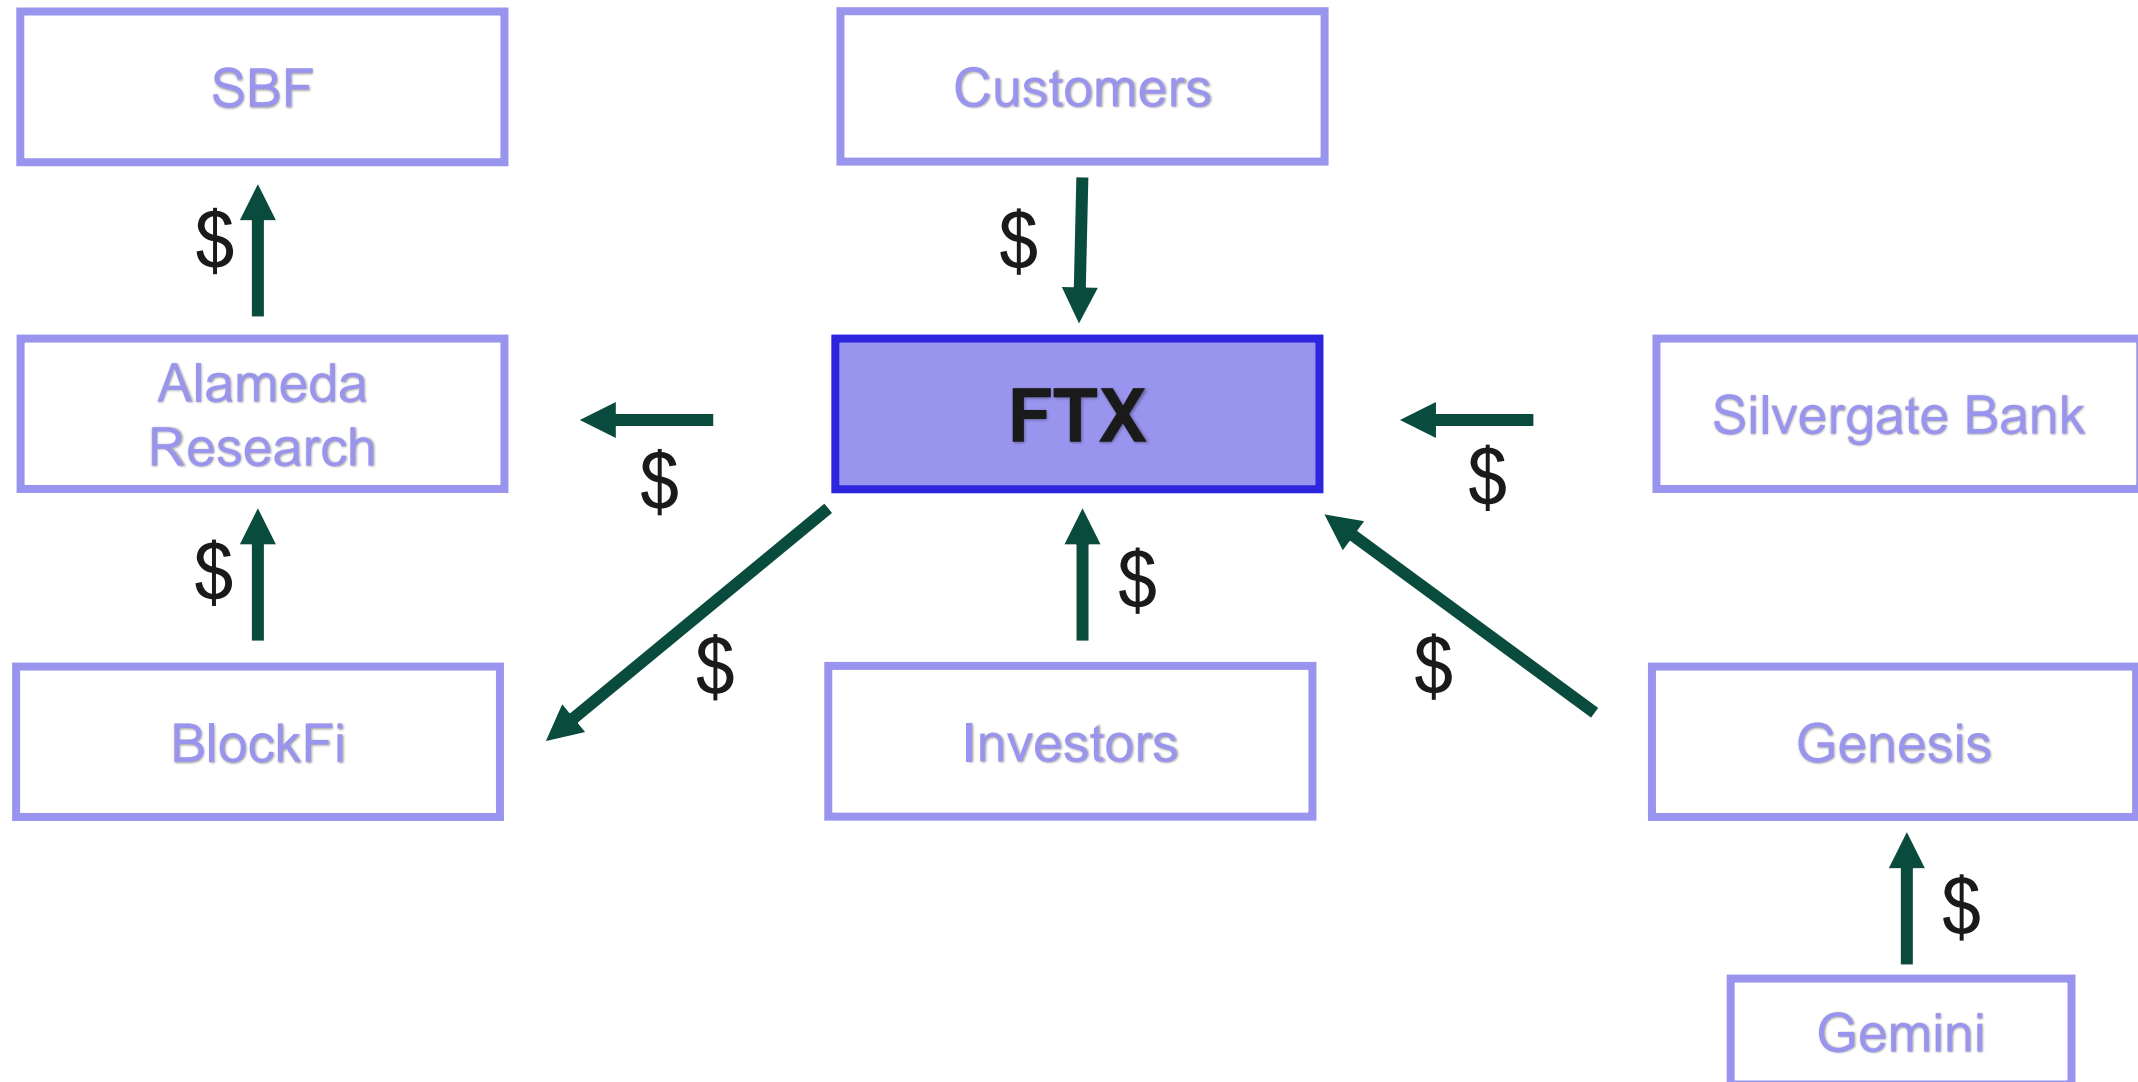 SBF
Customers
$
$
Alameda
Research
FTX
Silvergate Bank
$
$
$
$
$
$
BlockFi
Investors
Genesis
$
Gemini